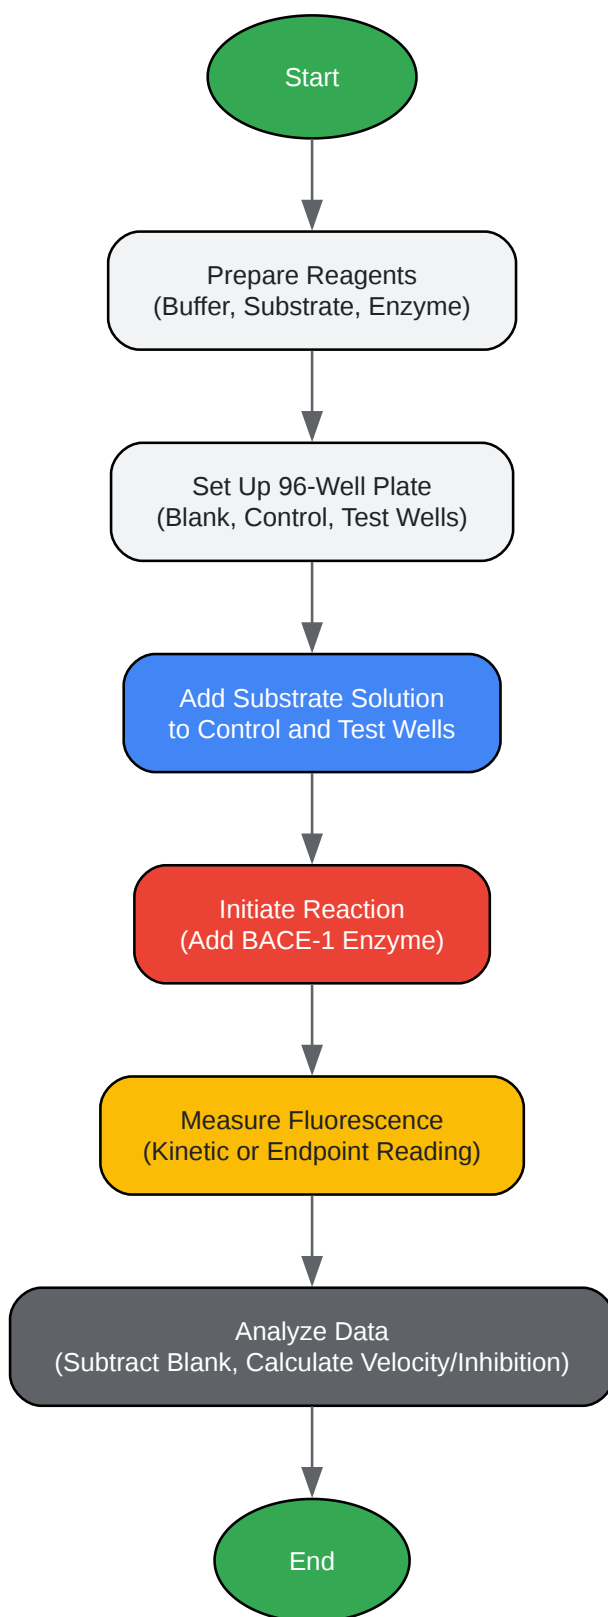 Start
Prepare Reagents
(Buffer, Substrate, Enzyme)
Set Up 96-Well Plate
(Blank, Control, Test Wells)
Add Substrate Solution
to Control and Test Wells
Initiate Reaction
(Add BACE-1 Enzyme)
Measure Fluorescence
(Kinetic or Endpoint Reading)
Analyze Data
(Subtract Blank, Calculate Velocity/Inhibition)
End